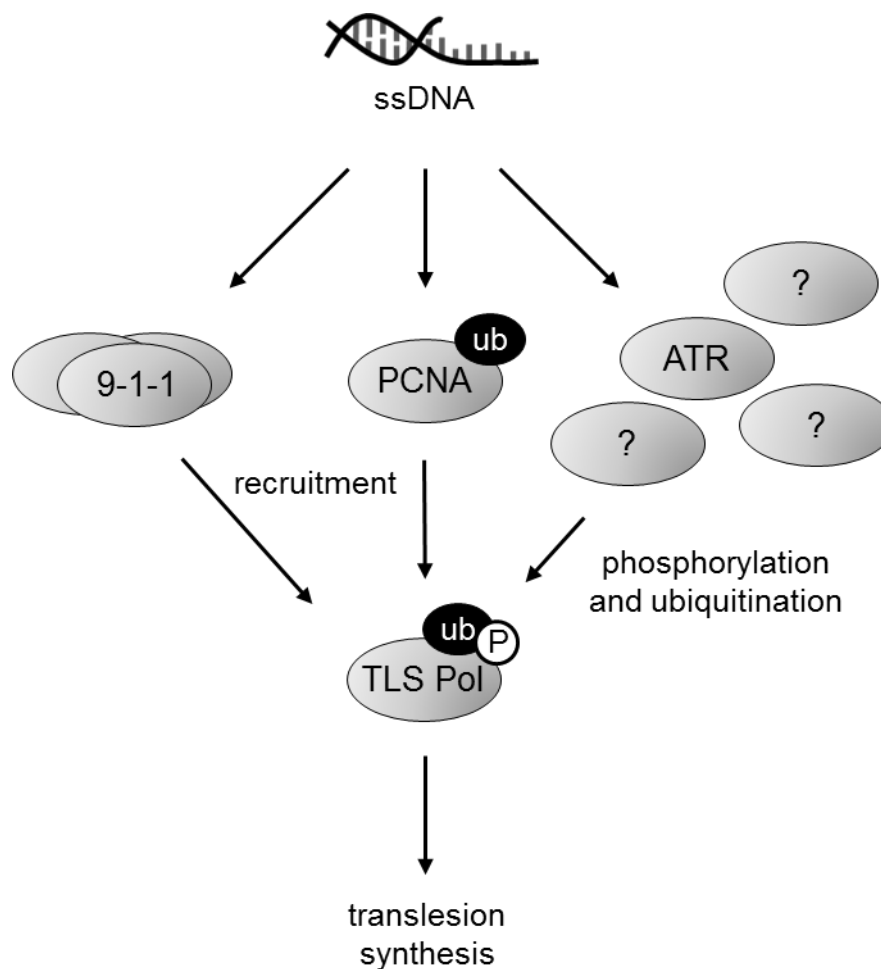 ssDNA
?
ATR
ub
PCNA
9-1-1
?
?
recruitment
phosphorylation
and ubiquitination
ub
P
TLS Pol
translesion
synthesis